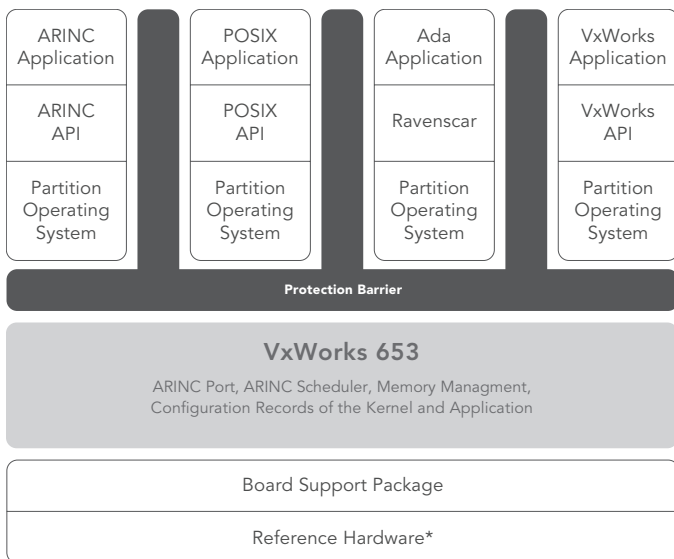 ARINC
Application
ARINC
API
Partition
Operating
System
POSIX
Application
POSIX
API
Partition
Operating
System
Ada
Application
Ravenscar
Partition
Operating
System
VxWorks
Application
VxWorks
API
Partition
Operating
System
Protection Barrier
VxWorks 653
ARINC Port, ARINC Scheduler, Memory Managment,
Configuration Records of the Kernel and Application
Board Support Package
Reference Hardware*